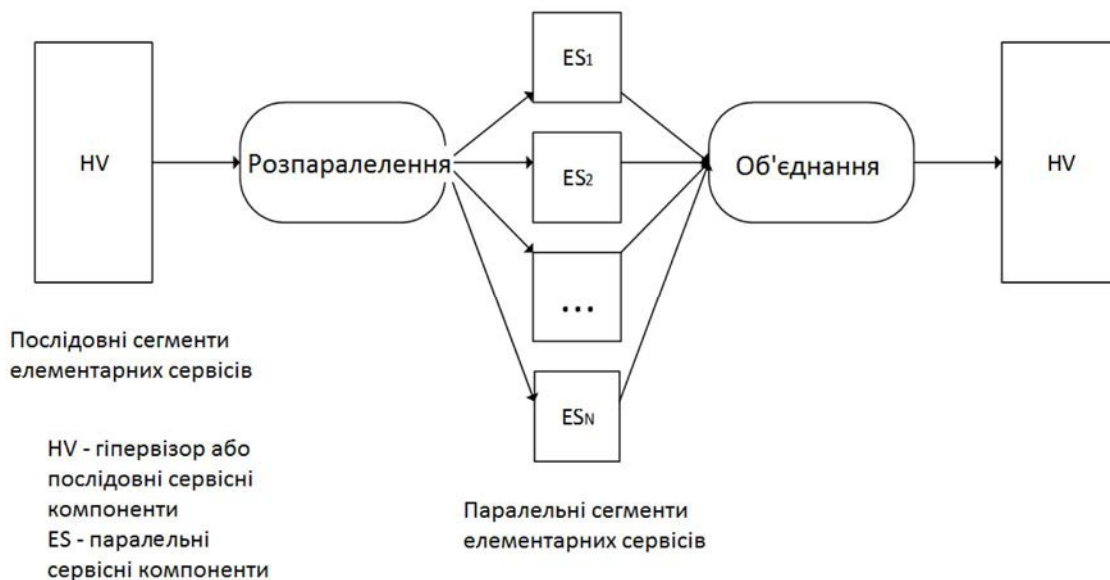 HV
Розпаралелення
ES1
ES2
...
ESN
Об'єднання
HV
Послідовні сегменти
елементарних сервісів
HV - гіпервізор або
послідовні сервісні
компоненти
ES - паралельні
сервісні компоненти
Паралельні сегменти
елементарних сервісів